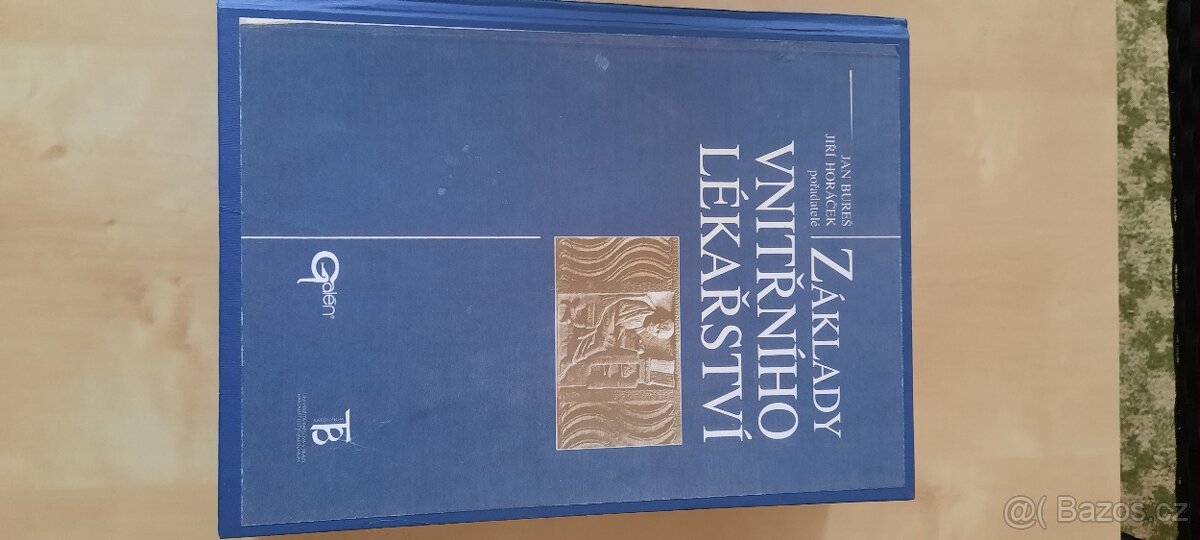 JAN BUREŠ
JIŘÍ HORÁČEK
pořadatelé
ZÁKLADY
VNITŘNÍHO
LÉKAŘSTVÍ
Galén®
@( Bazos.cz